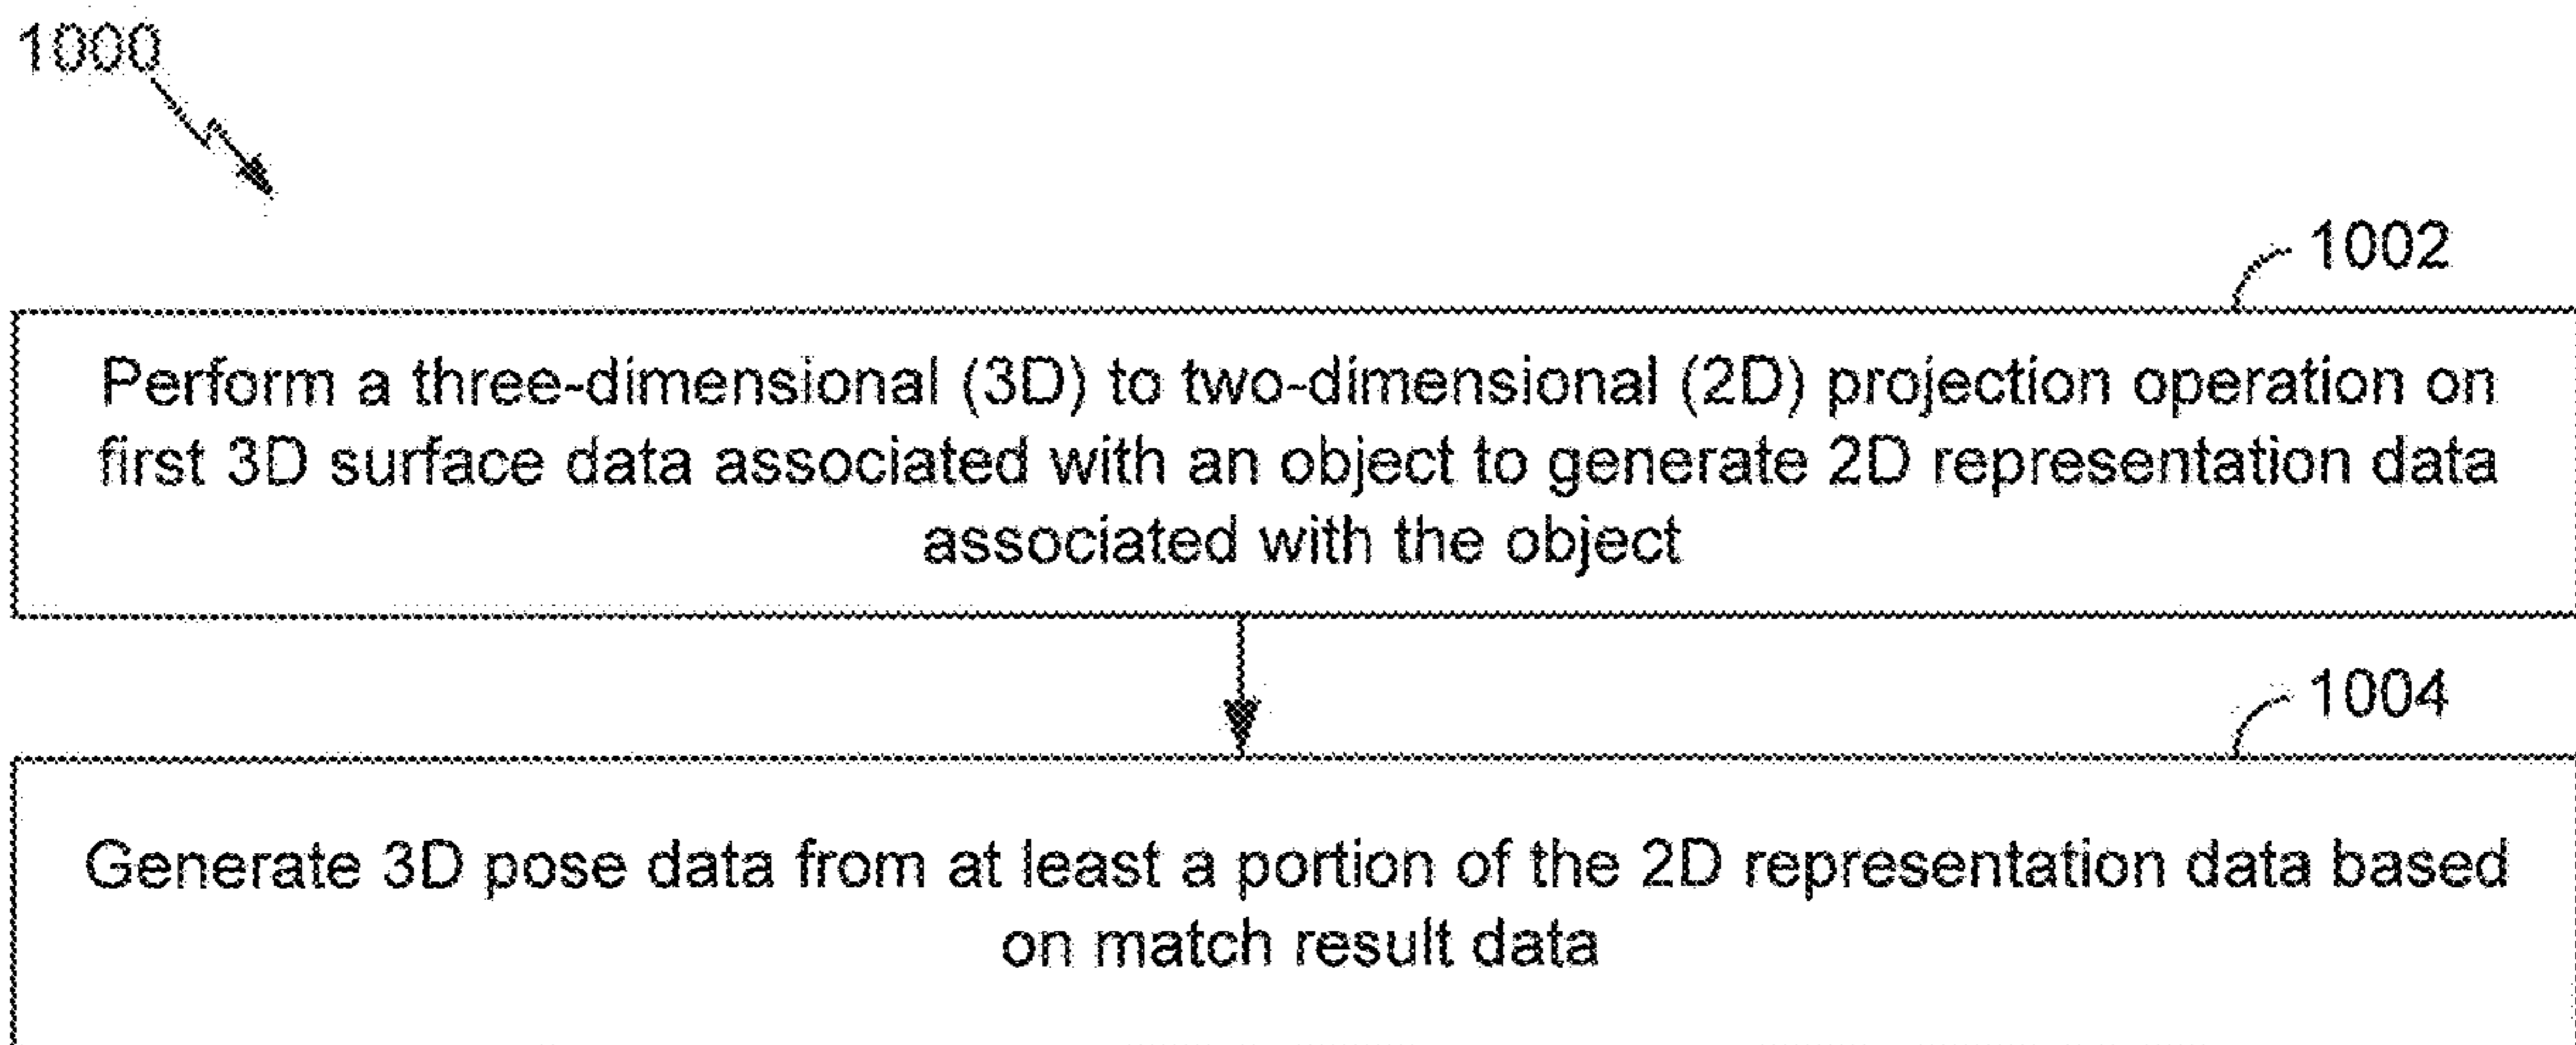 1000
1002
Perform a three-dimensional (3D) to two-dimensional (2D) projection operation on
first 3D surface data associated with an object to generate 2D representation data
associated with the object
1004
Generate 3D pose data from at least a portion of the 2D representation data based
on match result data